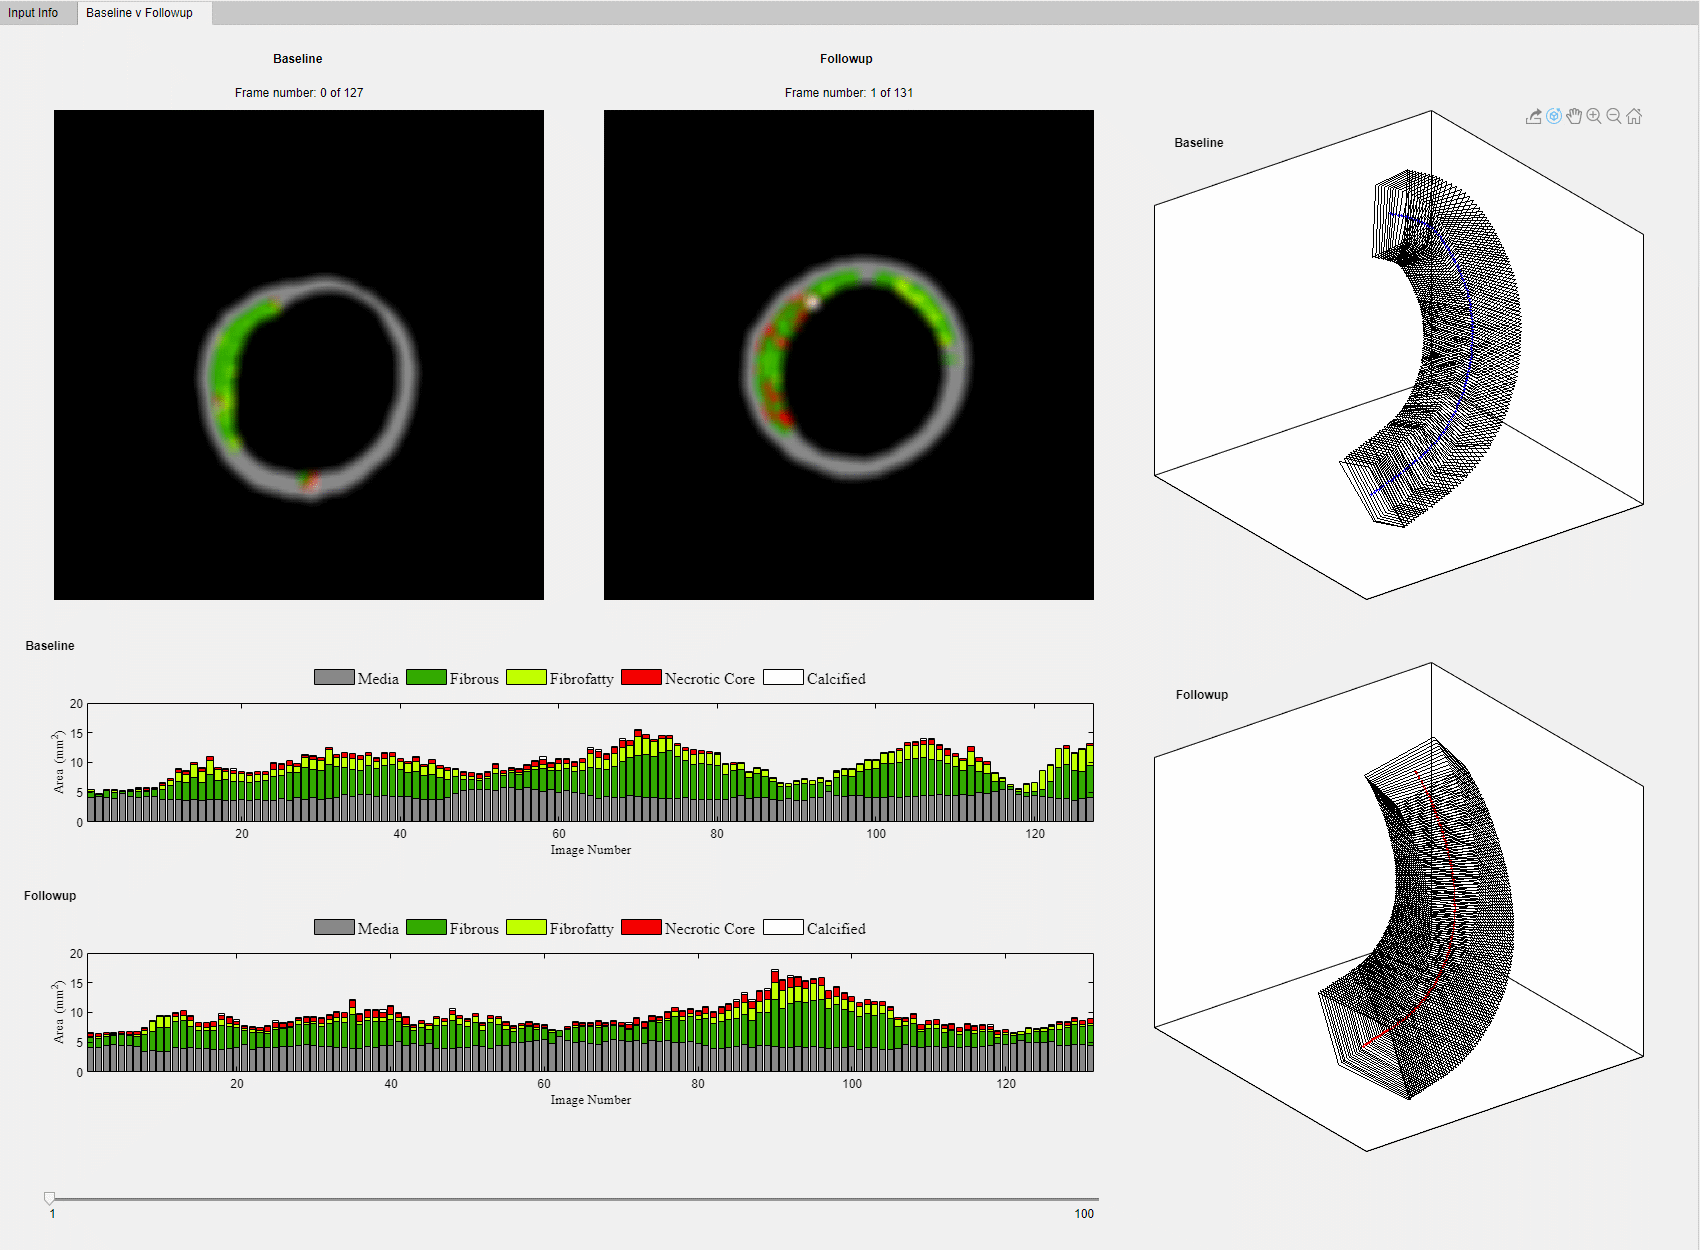 Input Info
Baseline v Followup
Baseline
Frame number: 0 of 127
Followup
Frame number: 1 of 131
Baseline
Baseline
Media Fibrous Fibrofatty Necrotic Core Calcified
Area (mm²)
20
15
10
5
0
20 40 60 80 100 120
Image Number
Followup
Followup
Media Fibrous Fibrofatty Necrotic Core Calcified
Area (mm²)
20
15
10
5
0
20 40 60 80 100 120
Image Number
1 100